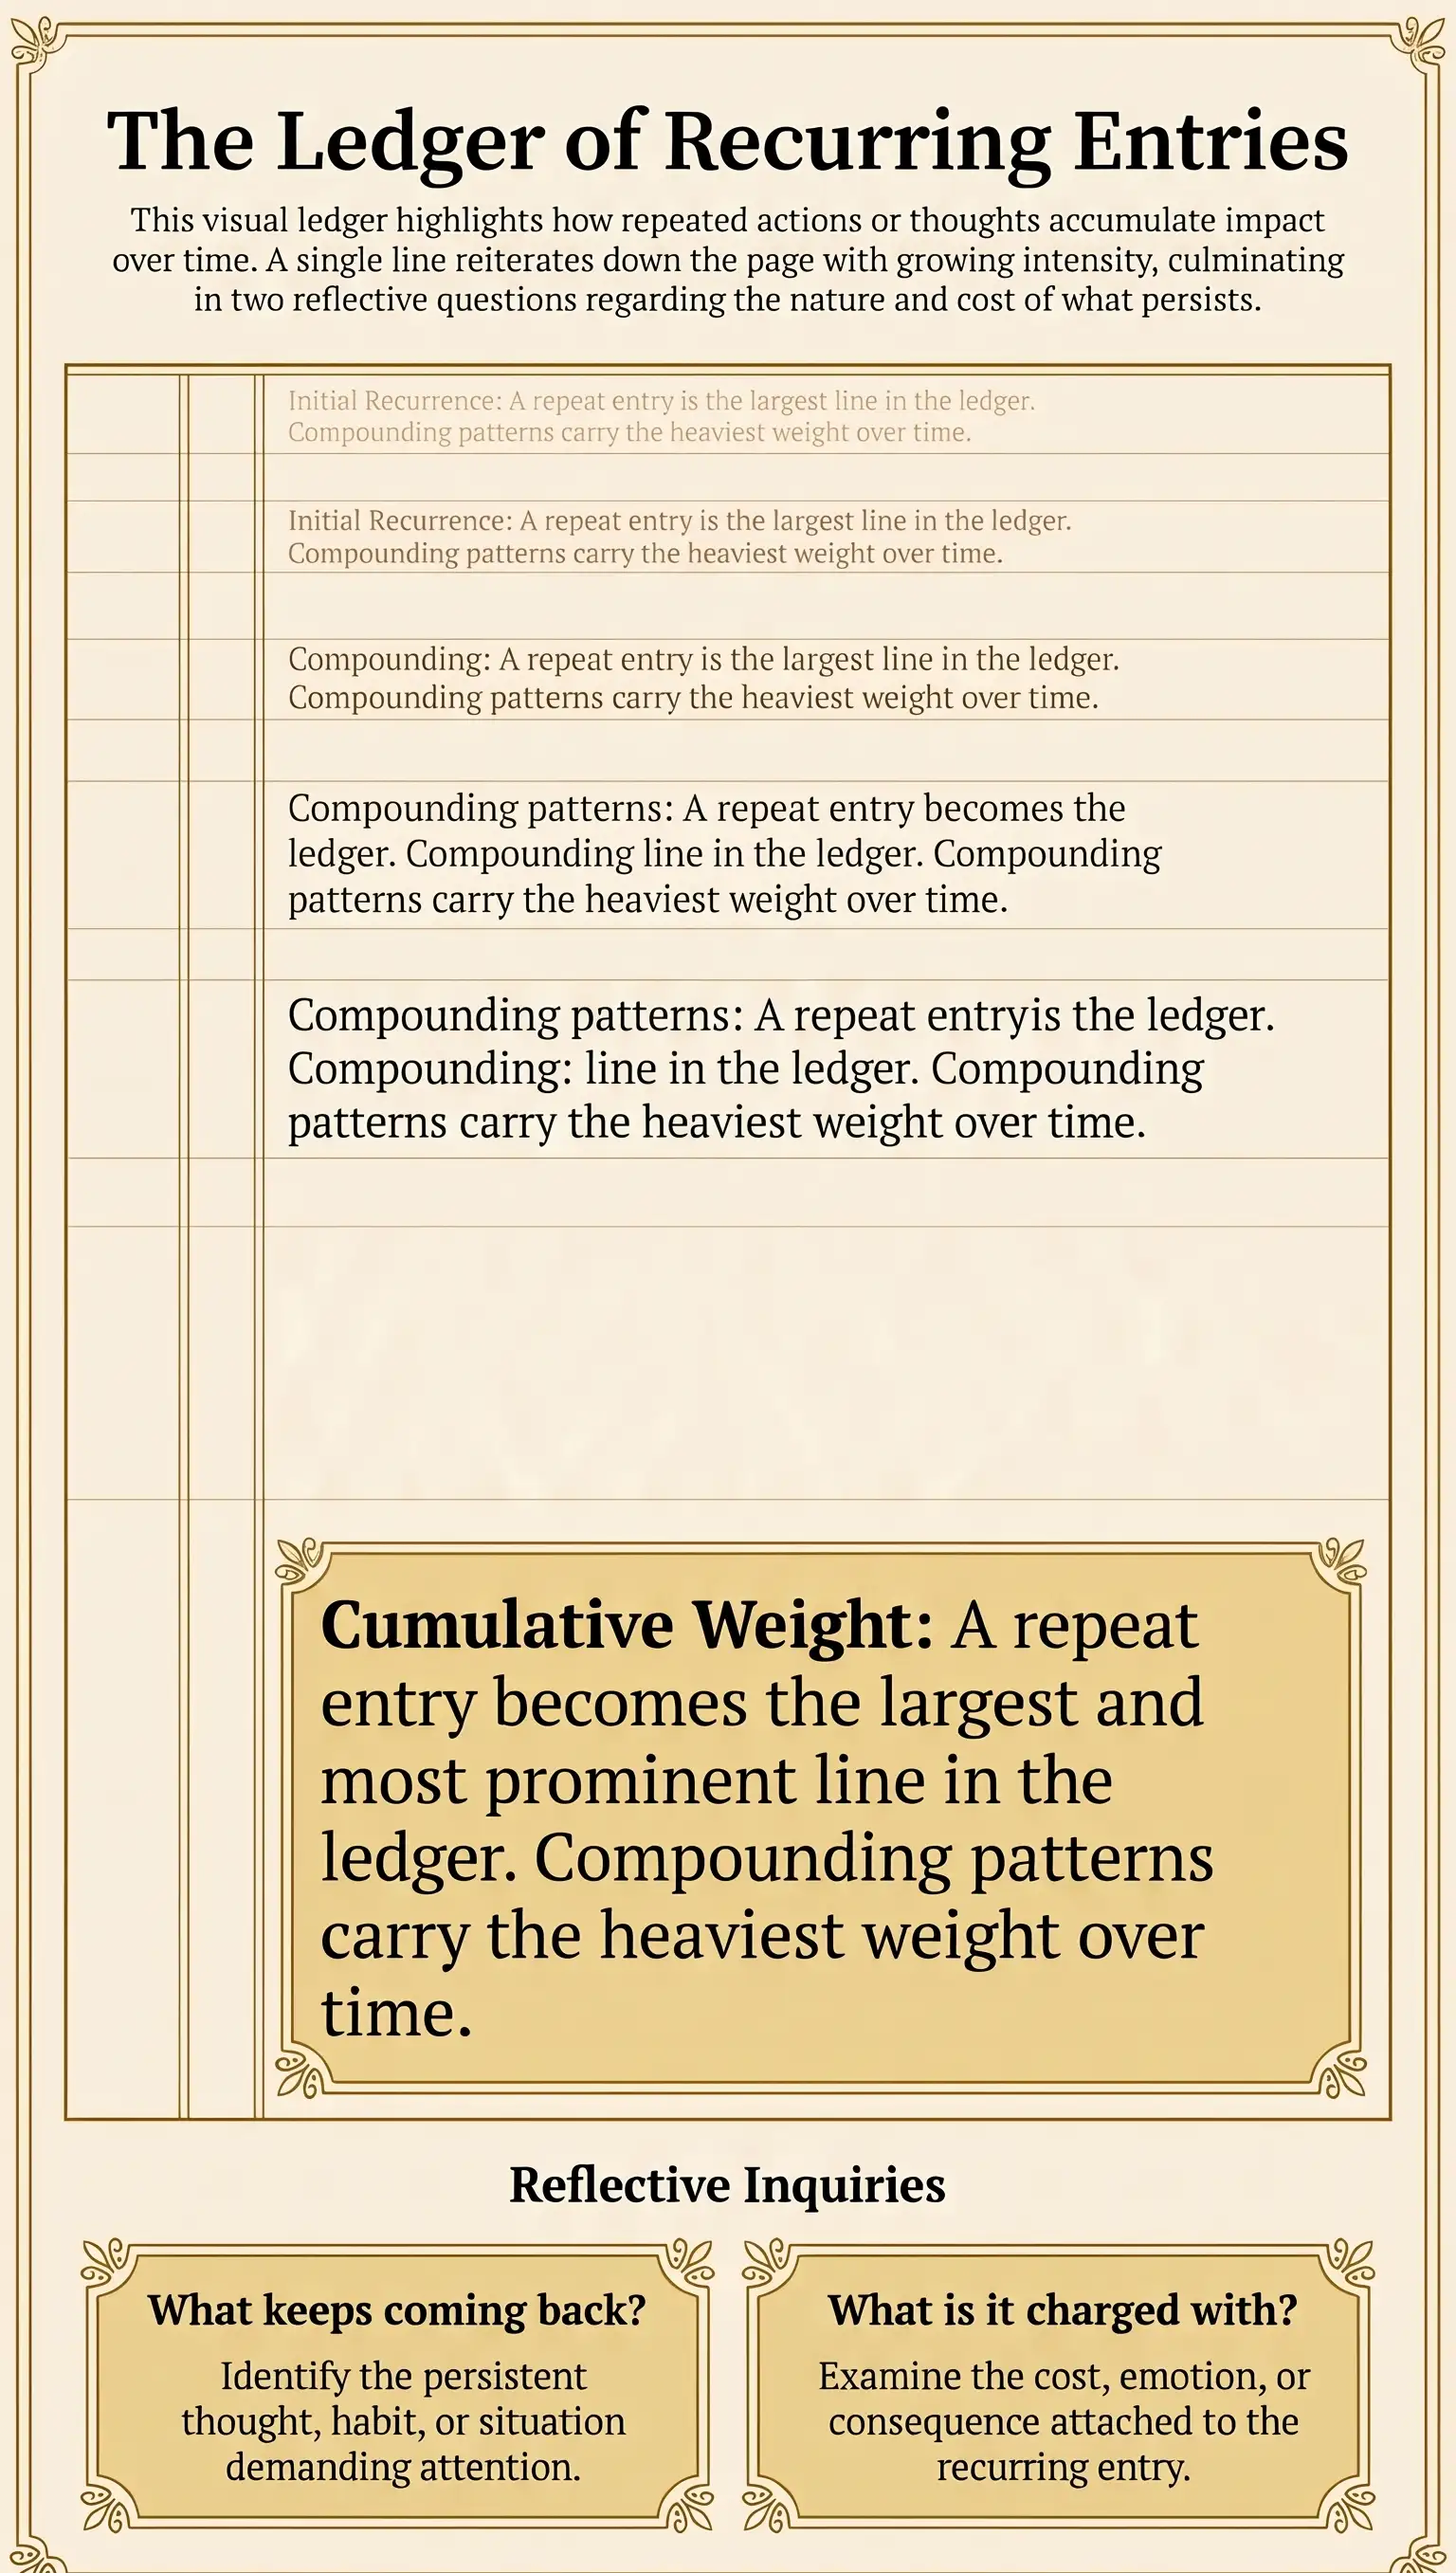 The Ledger of Recurring Entries
This visual ledger highlights how repeated actions or thoughts accumulate impact
over time. A single line reiterates down the page with growing intensity, culminating
in two reflective questions regarding the nature and cost of what persists.
Initial Recurrence: A repeat entry is the largest line in the ledger.
Compounding patterns carry the heaviest weight over time.
Initial Recurrence: A repeat entry is the largest line in the ledger.
Compounding patterns carry the heaviest weight over time.
Compounding: A repeat entry is the largest line in the ledger.
Compounding patterns carry the heaviest weight over time.
Compounding patterns: A repeat entry becomes the
ledger. Compounding line in the ledger. Compounding
patterns carry the heaviest weight over time.
Compounding patterns: A repeat entryis the ledger.
Compounding: line in the ledger. Compounding
patterns carry the heaviest weight over time.
Cumulative Weight: A repeat
entry becomes the largest and
most prominent line in the
ledger. Compounding patterns
carry the heaviest weight over
time.
Reflective Inquiries
What keeps coming back?
Identify the persistent
thought, habit, or situation
demanding attention.
What is it charged with?
Examine the cost, emotion, or
consequence attached to the
recurring entry.